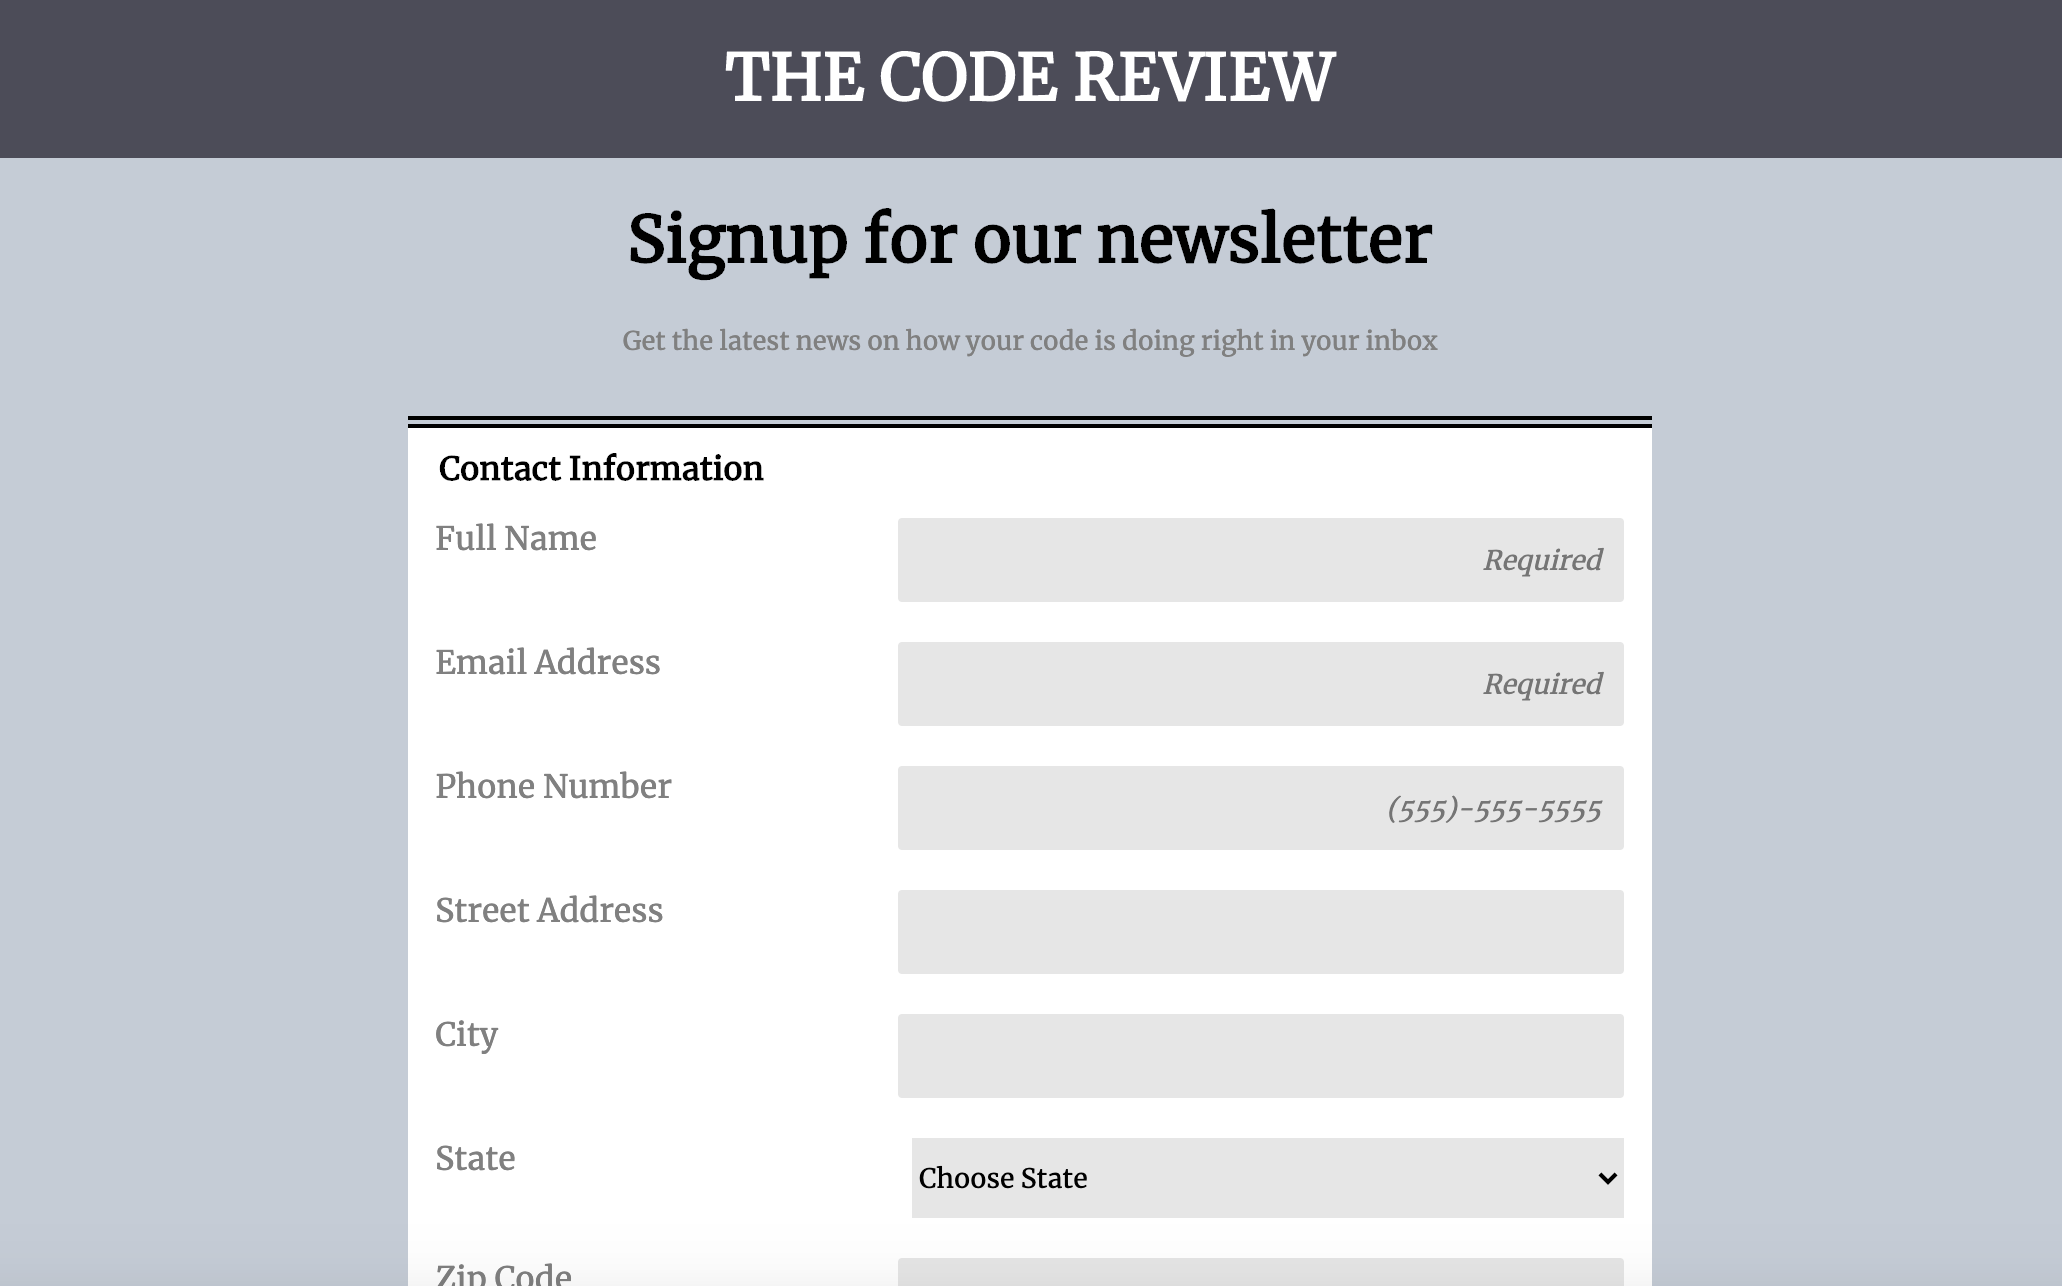 THE CODE REVIEW
Signup for our newsletter
Get the latest news on how your code is doing right in your inbox
Contact Information
Full Name
Required
Email Address
Required
Phone Number
(555)-555-5555
Street Address
City
State
Choose State
Zip Code